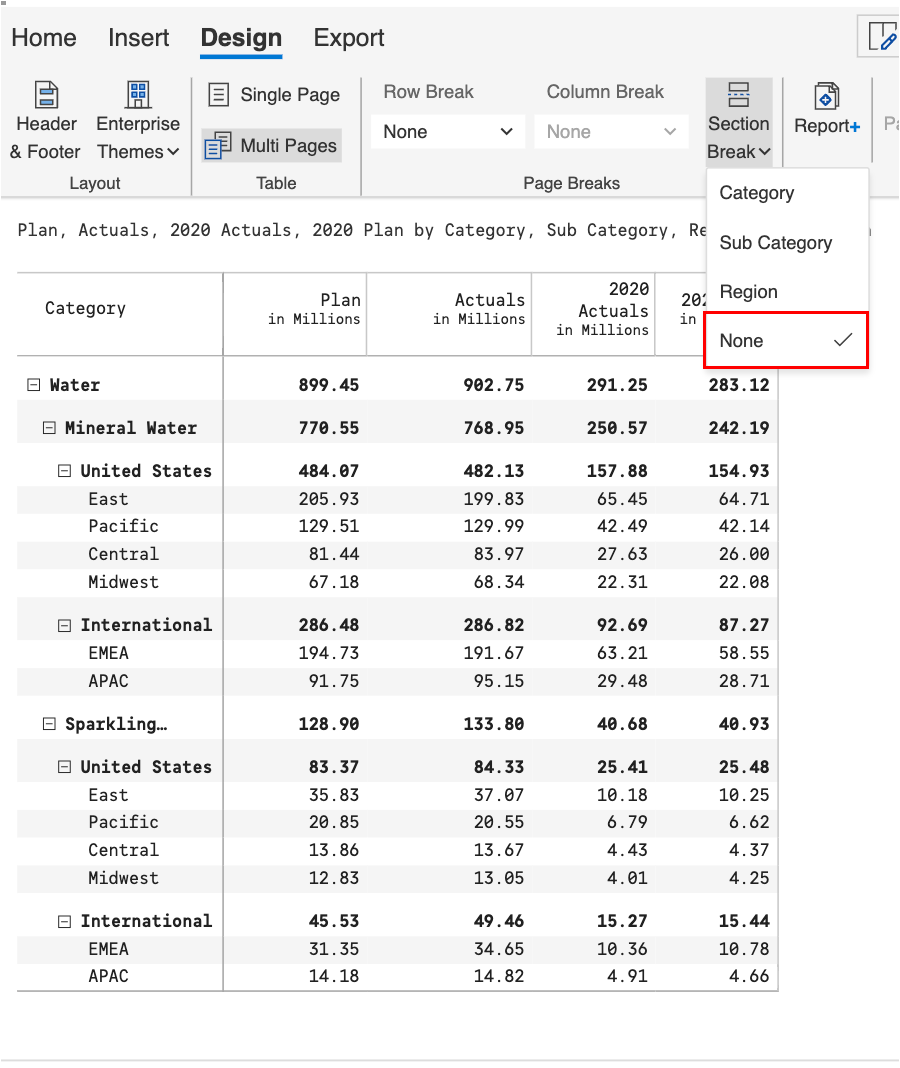 Home Insert Design Export
Header & Footer
Enterprise Themes
Layout
Single Page
Multi Pages
Table
Row Break
None
Column Break
None
Page Breaks
Section Break
Report+
Category
Sub Category
Region
None
Plan, Actuals, 2020 Actuals, 2020 Plan by Category, Sub Category,
Category Plan in Millions Actuals in Millions 2020 Actuals in Millions in
Water 899.45 902.75 291.25 283.12
Mineral Water 770.55 768.95 250.57 242.19
United States 484.07 482.13 157.88 154.93
East 205.93 199.83 65.45 64.71
Pacific 129.51 129.99 42.49 42.14
Central 81.44 83.97 27.63 26.00
Midwest 67.18 68.34 22.31 22.08
International 286.48 286.82 92.69 87.27
EMEA 194.73 191.67 63.21 58.55
APAC 91.75 95.15 29.48 28.71
Sparkling… 128.90 133.80 40.68 40.93
United States 83.37 84.33 25.41 25.48
East 35.83 37.07 10.18 10.25
Pacific 20.85 20.55 6.79 6.62
Central 13.86 13.67 4.43 4.37
Midwest 12.83 13.05 4.01 4.25
International 45.53 49.46 15.27 15.44
EMEA 31.35 34.65 10.36 10.78
APAC 14.18 14.82 4.91 4.66